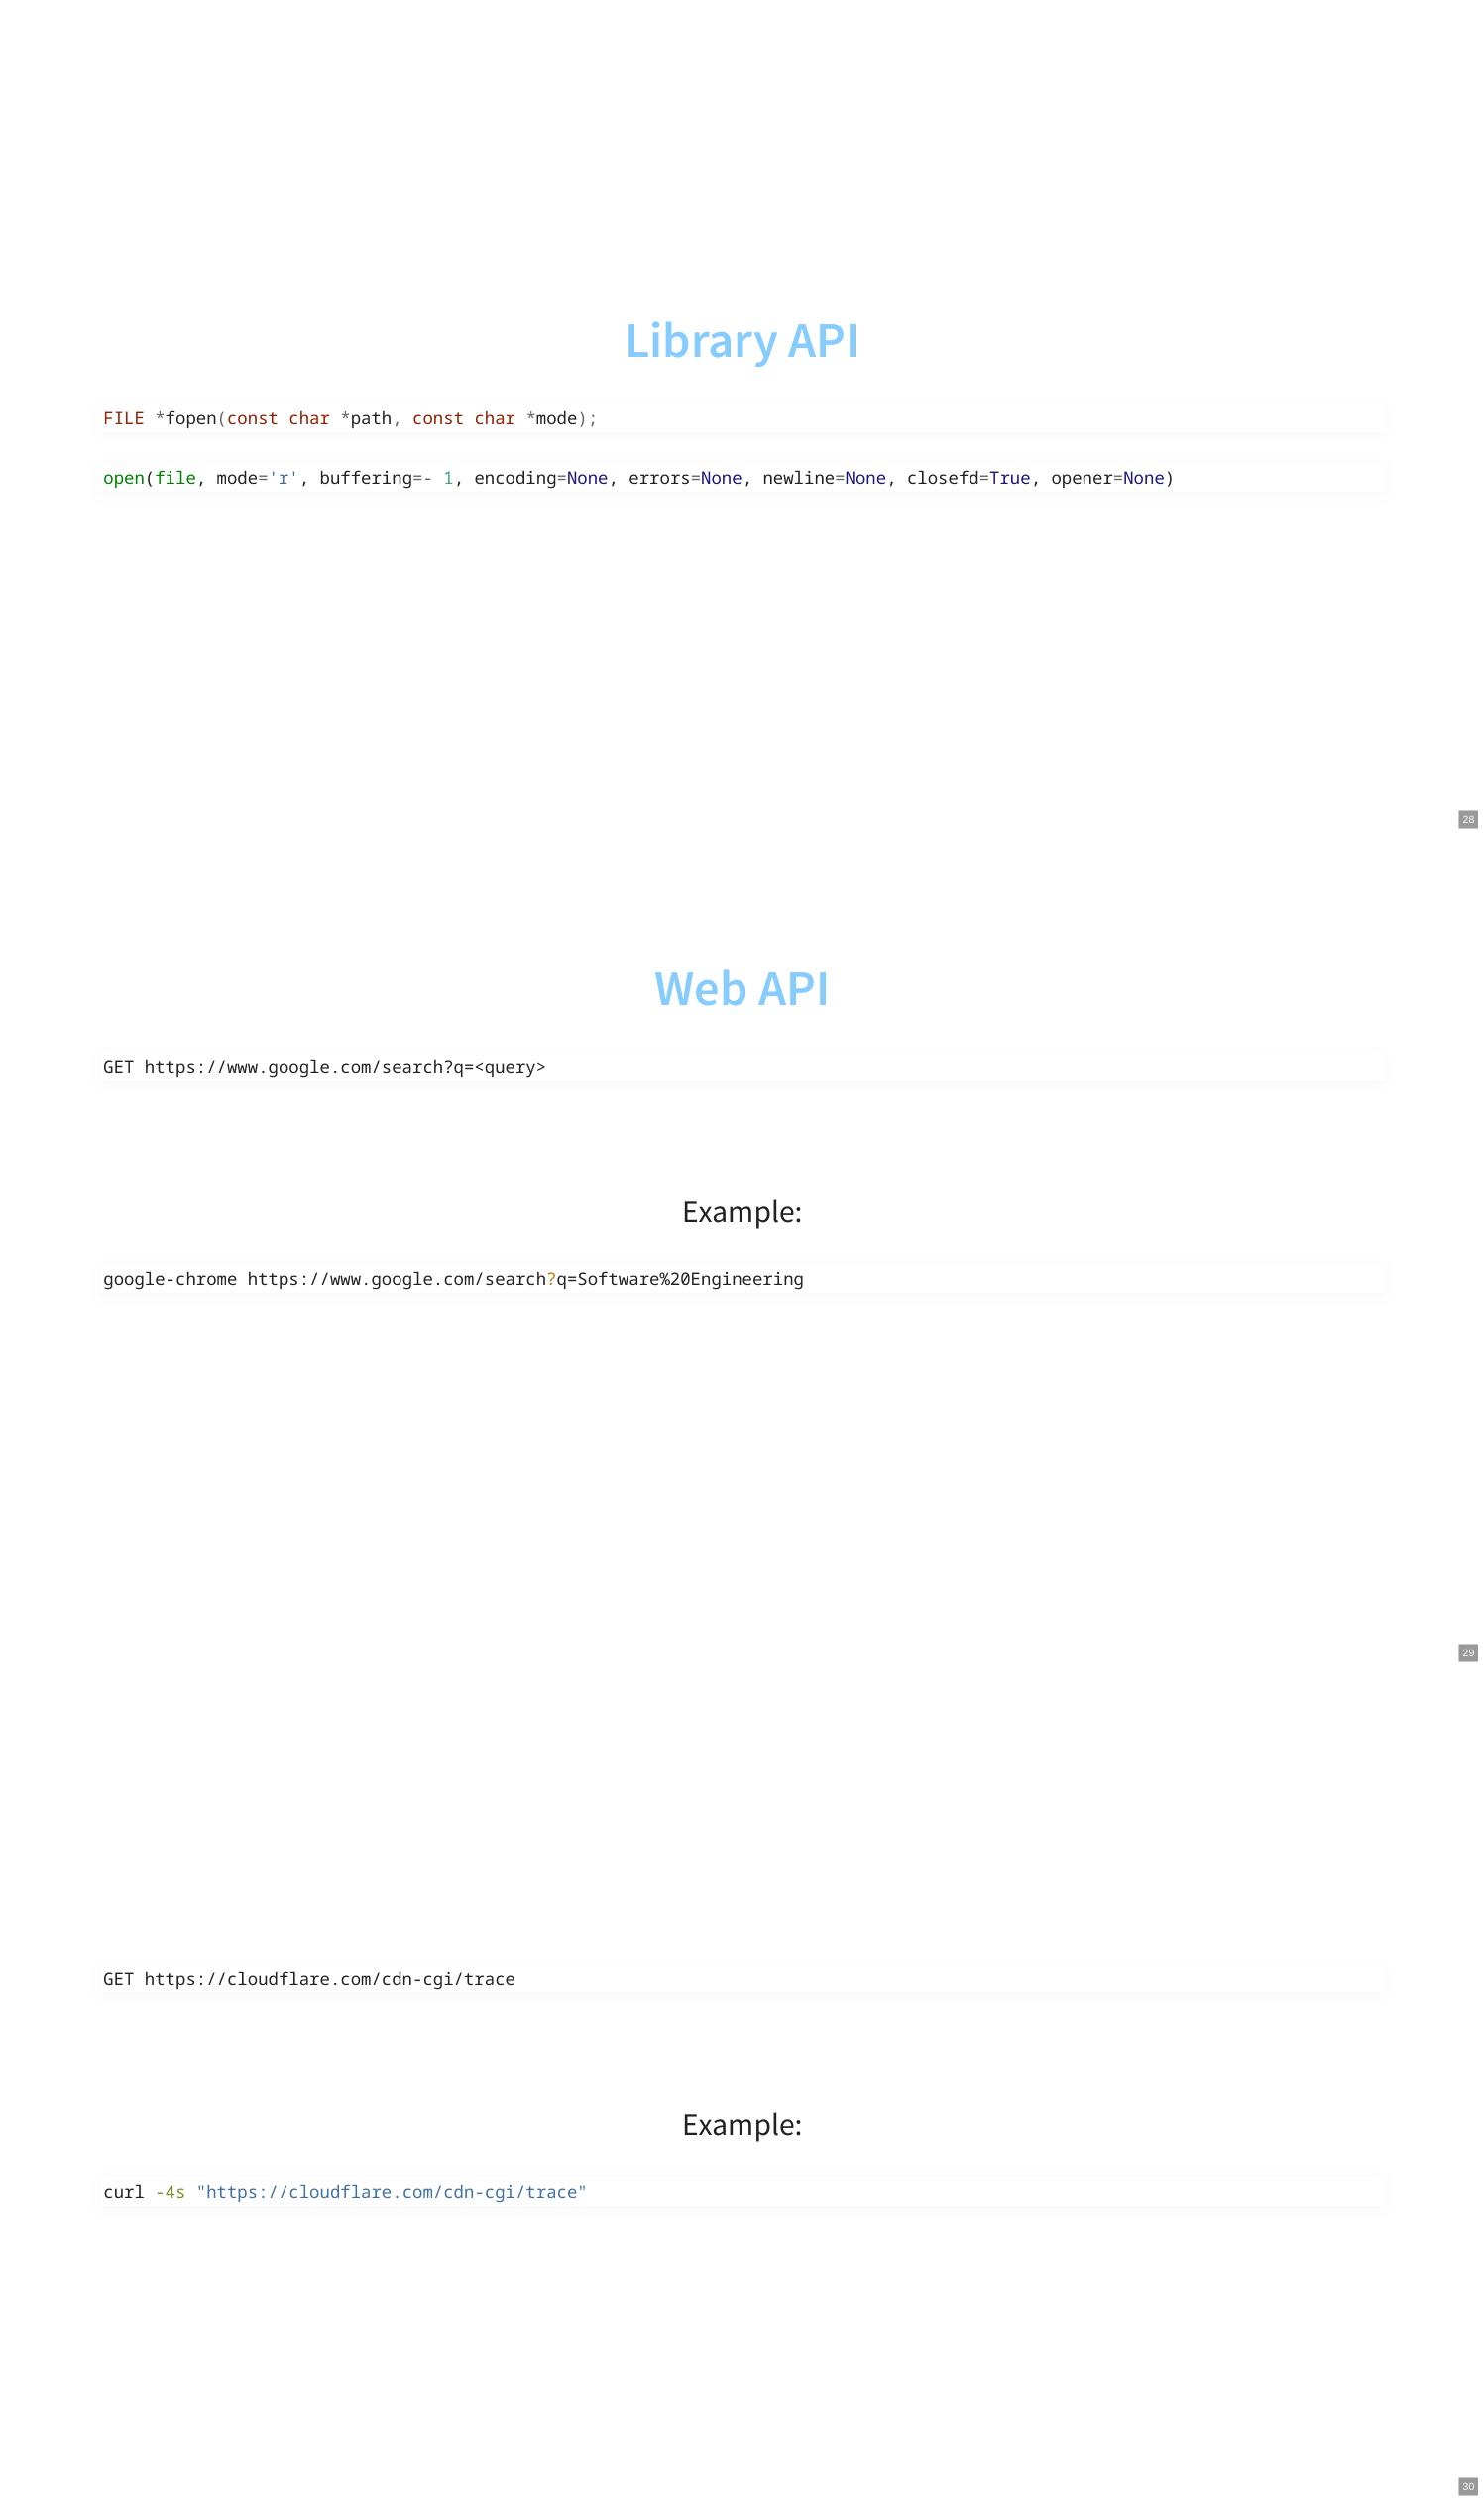 Library API
FILE *fopen(const char *path, const char *mode);
open(file, mode='r', buffering=- 1, encoding=None, errors=None, newline=None, closefd=True, opener=None)
28
Web API
GET https://www.google.com/search?q=<query>
Example:
google-chrome https://www.google.com/search?q=Software%20Engineering
29
GET https://cloudflare.com/cdn-cgi/trace
Example:
curl -4s "https://cloudflare.com/cdn-cgi/trace"
30